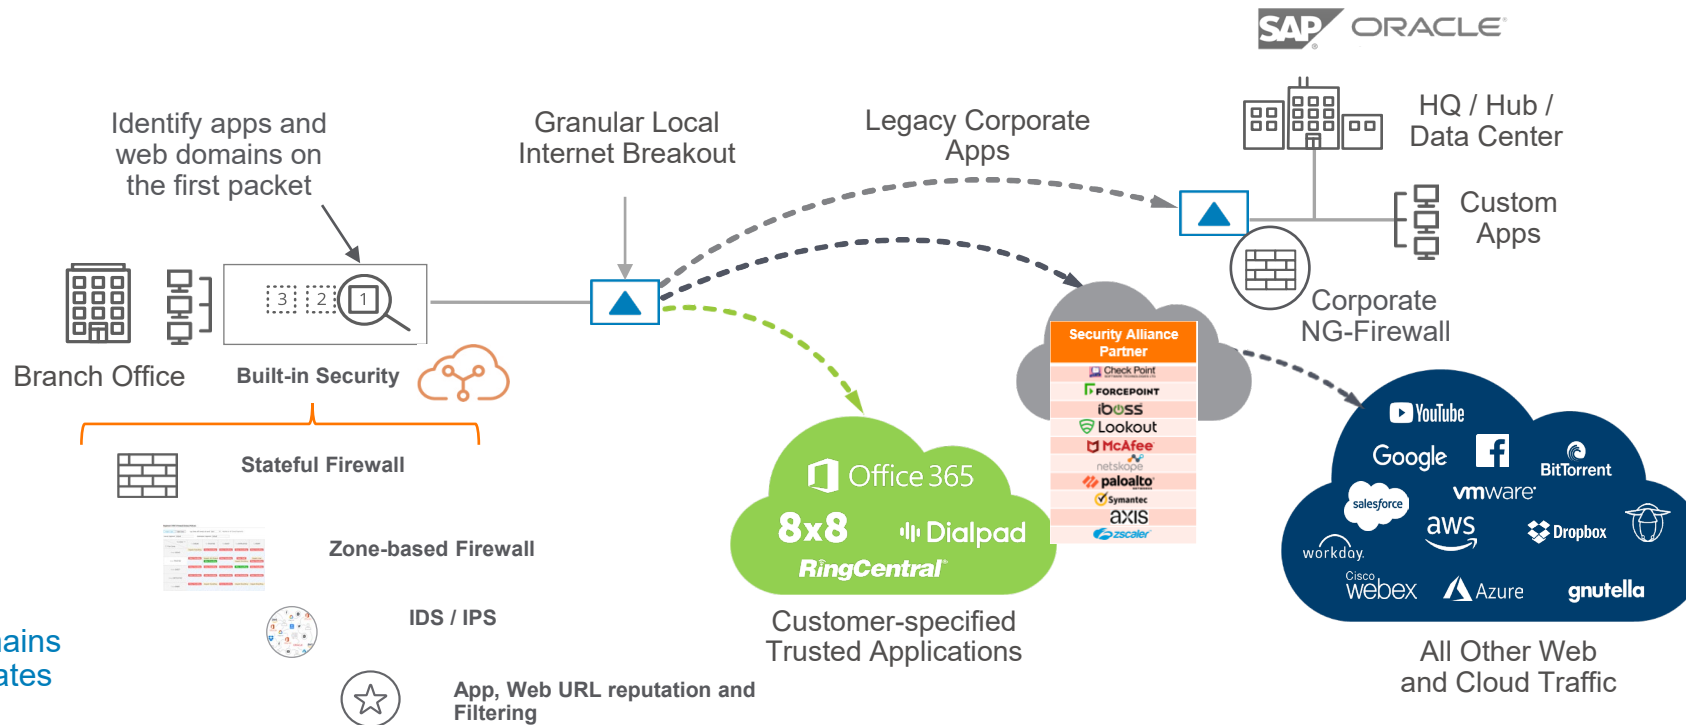 SAP
®
ORACLE®
Identify apps and
web domains on
the first packet
Granular Local
Internet Breakout
Legacy Corporate
Apps
HQ / Hub /
Data Center
Custom
Apps
Corporate
NG-Firewall
3
2
1
Branch Office
Built-in Security
Stateful Firewall
Zone-based Firewall
IDS / IPS
App, Web URL reputation and
Filtering
ains
ates
Office 365
8x8
Dialpad
RingCentral®
Customer-specified
Trusted Applications
Security Alliance
Partner
Check Point
FORCEPOINT
iboss
Lookout
McAfee
netskope
paloalto
Symantec
axis
zscaler
YouTube
Google
BitTorrent
salesforce
vmware
aws
Dropbox
workday.
Cisco
webex
Azure
gnutella
All Other Web
and Cloud Traffic